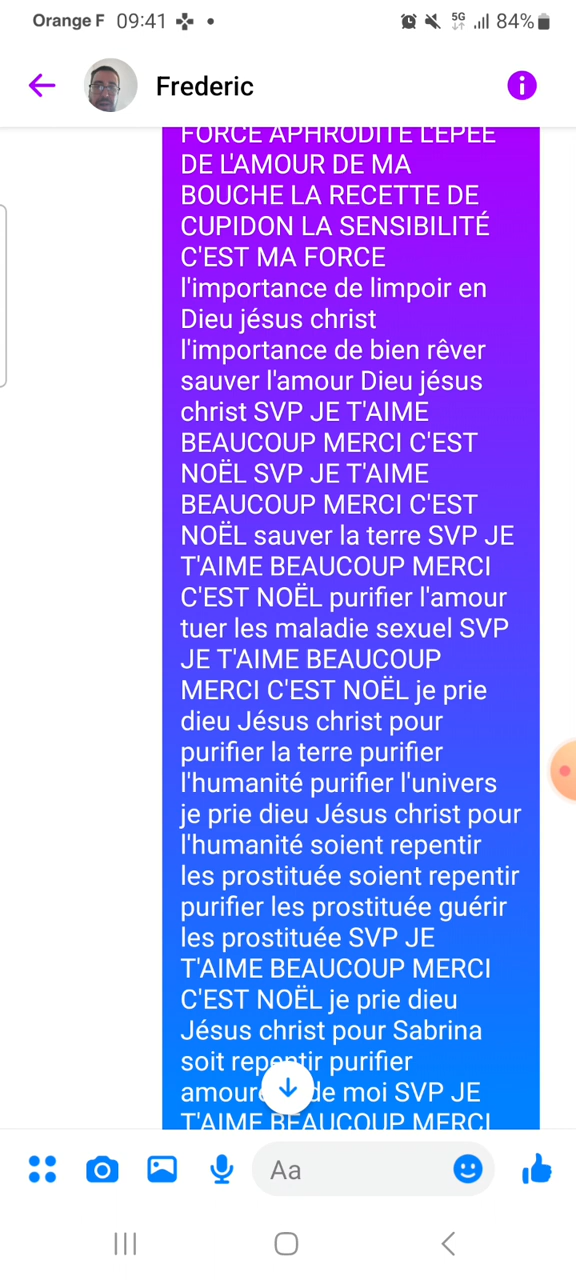 Orange F 09:41 5G 84%
Frederic
FORCE APHRODITE L'ÉPÉE
DE L'AMOUR DE MA
BOUCHE LA RECETTE DE
CUPIDON LA SENSIBILITÉ
C'EST MA FORCE
l'importance de limpoir en
Dieu jésus christ
l'importance de bien rêver
sauver l'amour Dieu jésus
christ SVP JE T'AIME
BEAUCOUP MERCI C'EST
NOËL SVP JE T'AIME
BEAUCOUP MERCI C'EST
NOËL sauver la terre SVP JE
T'AIME BEAUCOUP MERCI
C'EST NOËL purifier l'amour
tuer les maladie sexuel SVP
JE T'AIME BEAUCOUP
MERCI C'EST NOËL je prie
dieu Jésus christ pour
purifier la terre purifier
l'humanité purifier l'univers
je prie dieu Jésus christ pour
l'humanité soient repentir
les prostituée soient repentir
purifier les prostituée guérir
les prostituée SVP JE
T'AIME BEAUCOUP MERCI
C'EST NOËL je prie dieu
Jésus christ pour Sabrina
soit repentir purifier
de moi SVP JE
T'AIME BEAUCOUP MERCI
Aa